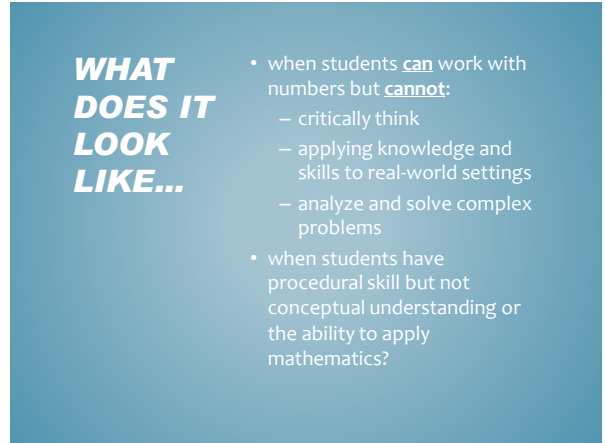 WHAT
DOES IT
LOOK
LIKE…
• when students can work with
numbers but cannot:
– critically think
– applying knowledge and
skills to real-world settings
– analyze and solve complex
problems
• when students have
procedural skill but not
conceptual understanding or
the ability to apply
mathematics?